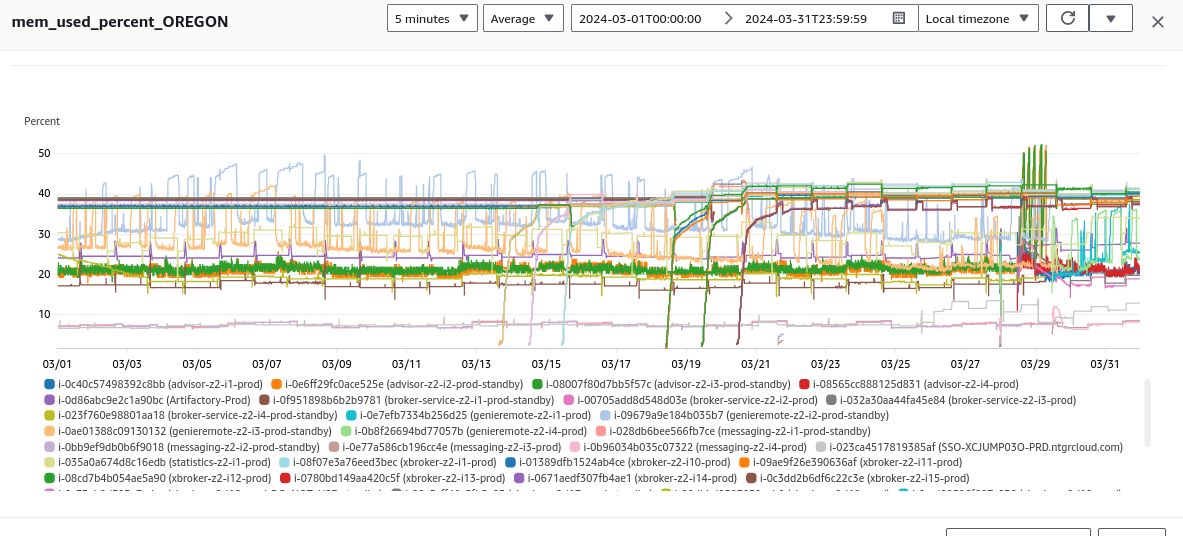 mem_used_percent_OREGON
5 minutes Average 2024-03-01T00:00:00 2024-03-31T23:59:59 Local timezone
Percent
50
40
30
20
10
03/01 03/03 03/05 03/07 03/09 03/11 03/13 03/15 03/17 03/19 03/21 03/23 03/25 03/27 03/29 03/31
i-0c40c57498392c8bb (advisor-z2-i1-prod) i-0e6ff29fc0ace525e (advisor-z2-i2-prod-standby) i-08007f80d7bb5f57c (advisor-z2-i3-prod-standby) i-08565cc888125d831 (advisor-z2-i4-prod)
i-0d86abc9e2c1a90bc (Artifactory-Prod) i-0f951898b6b2b9781 (broker-service-z2-i1-prod-standby) i-00705add8d548d03e (broker-service-z2-i2-prod) i-032a30aa44fa45e84 (broker-service-z2-i3-prod)
i-023f760e98801aa18 (broker-service-z2-i4-prod-standby) i-0e7efb7334b256d25 (genieremote-z2-i1-prod) i-09679a9e184b035b7 (genieremote-z2-i2-prod-standby)
i-0ae01388c09130132 (genieremote-z2-i3-prod-standby) i-0b8f26694bd77057b (genieremote-z2-i4-prod) i-028db6bee566fb7ce (messaging-z2-i1-prod-standby)
i-0bb9ef9db0b6f9018 (messaging-z2-i2-prod-standby) i-0e77a586cb196cc4e (messaging-z2-i3-prod) i-0b96034b035c07322 (messaging-z2-i4-prod) i-023ca4517819385af (SSO-XCJUMP03O-PRD.ntgrcloud.com)
i-035a0a674d8c16edb (statistics-z2-i1-prod) i-08f07e3a76eed3bec (xbroker-z2-i1-prod) i-01389dfb1524ab4ce (xbroker-z2-i10-prod) i-09ae9f26e390636af (xbroker-z2-i11-prod)
i-08cd7b4b054ae5a90 (xbroker-z2-i12-prod) i-0780bd149aa420c5f (xbroker-z2-i13-prod) i-0671aedf307fb4ae1 (xbroker-z2-i14-prod) i-0c3dd2b6df6c22c3e (xbroker-z2-i15-prod)